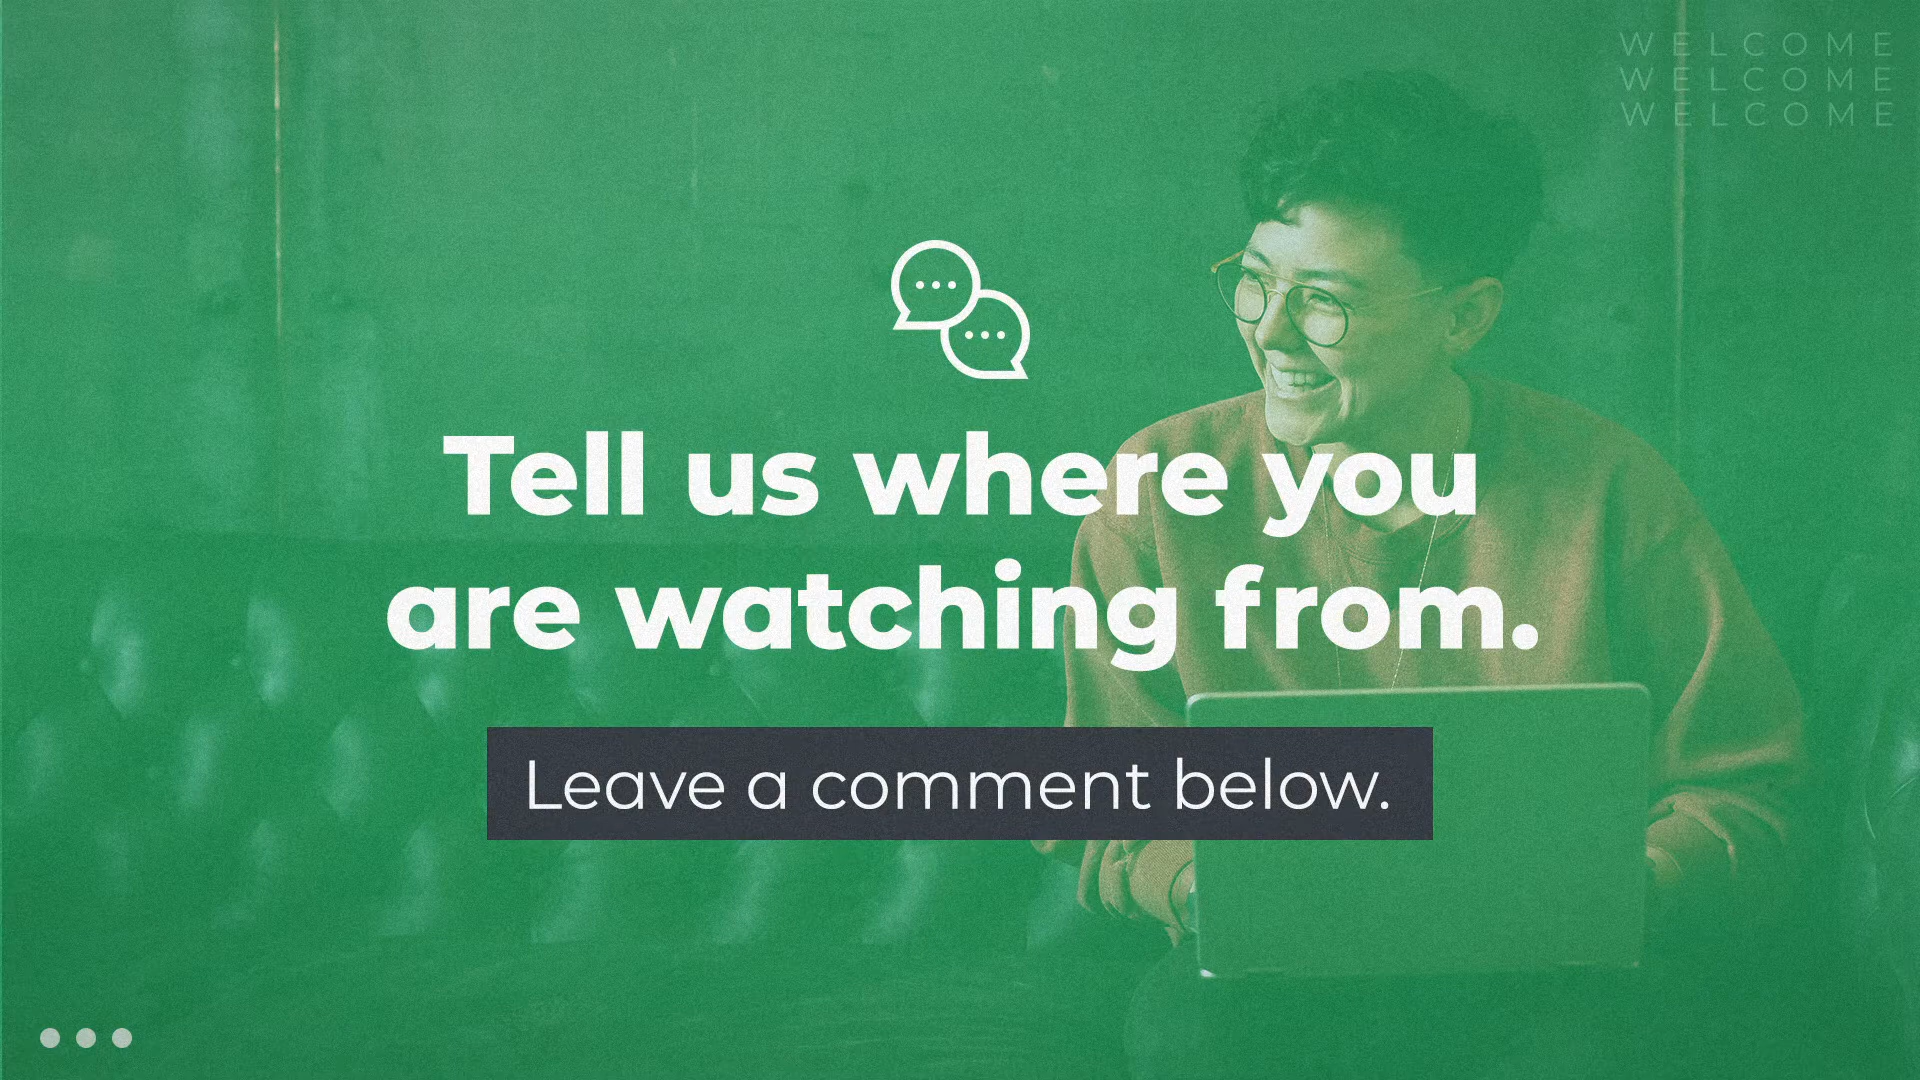 WELCOME
WELCOME
WELCOME
Tell us where you
are watching from.
Leave a comment below.